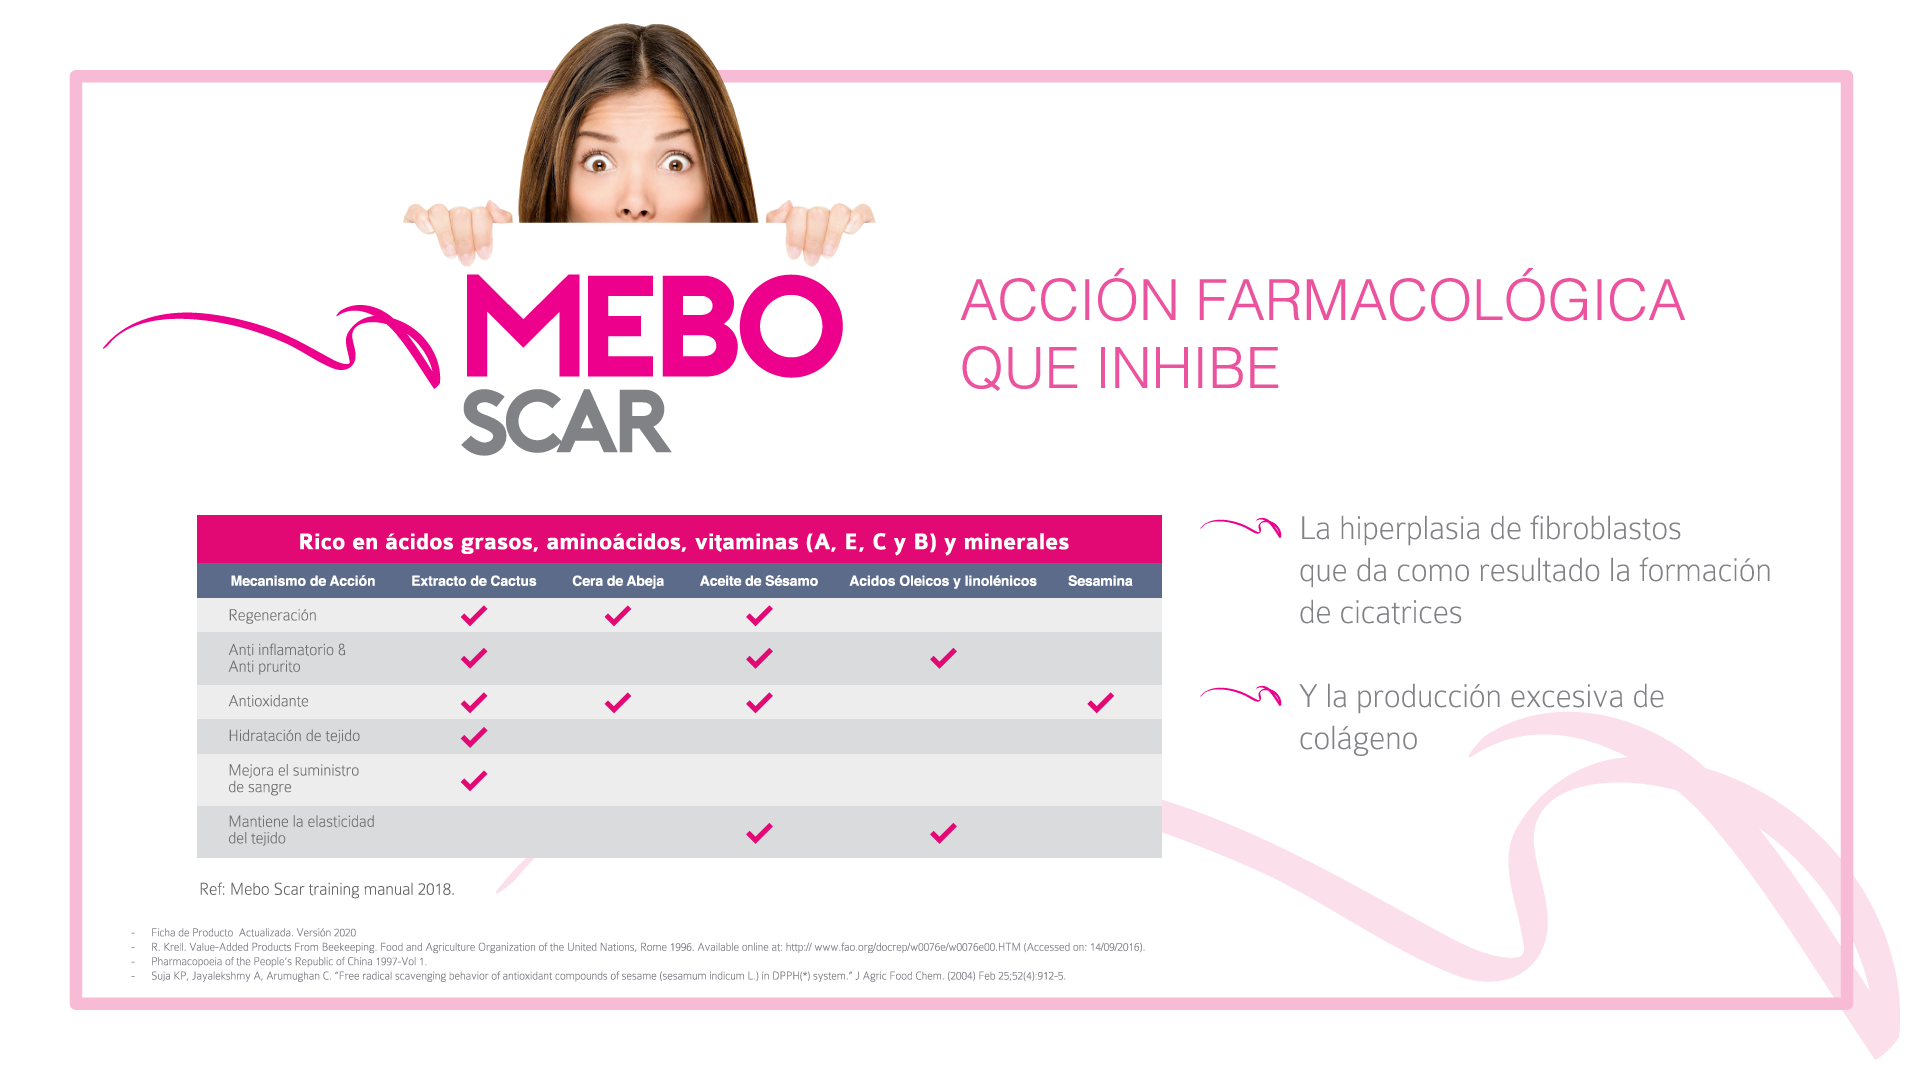 MEBO
SCAR
ACCIÓN FARMACOLÓGICA
QUE INHIBE
Rico en ácidos grasos, aminoácidos, vitaminas (A, E, C y B) y minerales
Mecanismo de Acción Extracto de Cactus Cera de Abeja Aceite de Sésamo Acidos Oleicos y linolénicos Sesamina
Regeneración
Anti inflamatorio &
Anti prurito
Antioxidante
Hidratación de tejido
Mejora el suministro
de sangre
Mantiene la elasticidad
del tejido
Ref: Mebo Scar training manual 2018.
La hiperplasia de fibroblastos
que da como resultado la formación
de cicatrices
Y la producción excesiva de
colágeno
- Ficha de Producto Actualizada. Versión 2020
- R. Krell. Value-Added Products From Beekeeping. Food and Agriculture Organization of the United Nations, Rome 1996. Available online at: http:// www.fao.org/docrep/w0076e/w0076e00.HTM (Accessed on: 14/09/2016).
- Pharmacopoeia of the People's Republic of China 1997-Vol 1.
- Suja KP, Jayalekshmy A, Arumughan C. "Free radical scavenging behavior of antioxidant compounds of sesame (sesamum indicum L.) in DPPH(*) system." J Agric Food Chem. (2004) Feb 25;52(4):912-5.